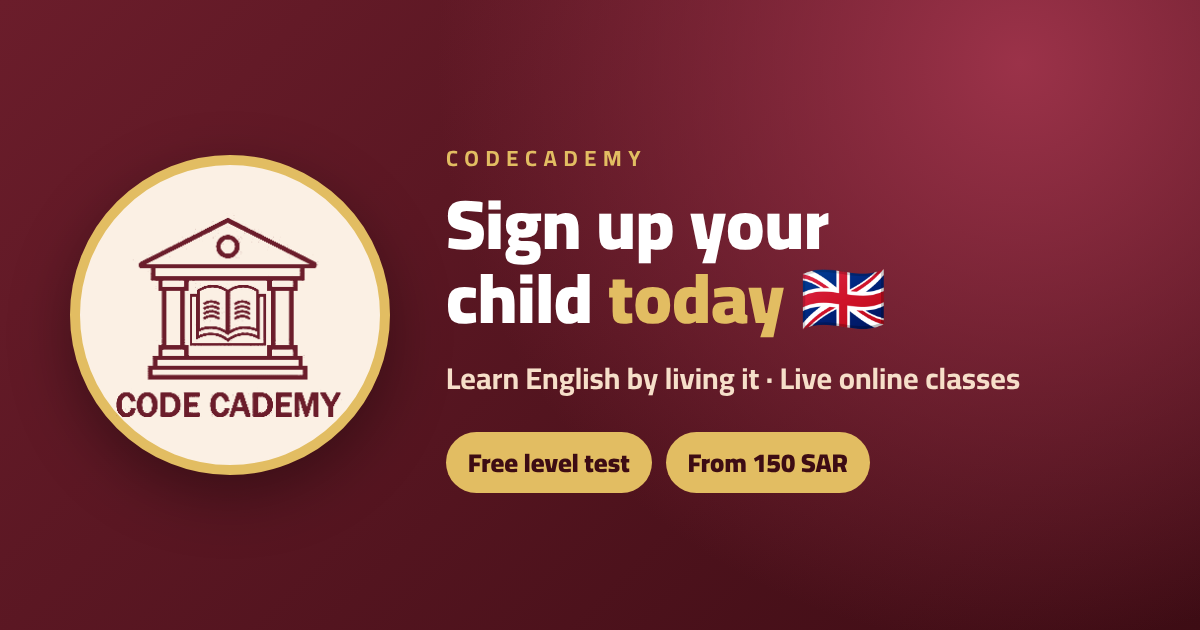 CODE CADEMY
CODECADEMY
Sign up your
child today 🇬🇧
Learn English by living it · Live online classes
Free level test
From 150 SAR